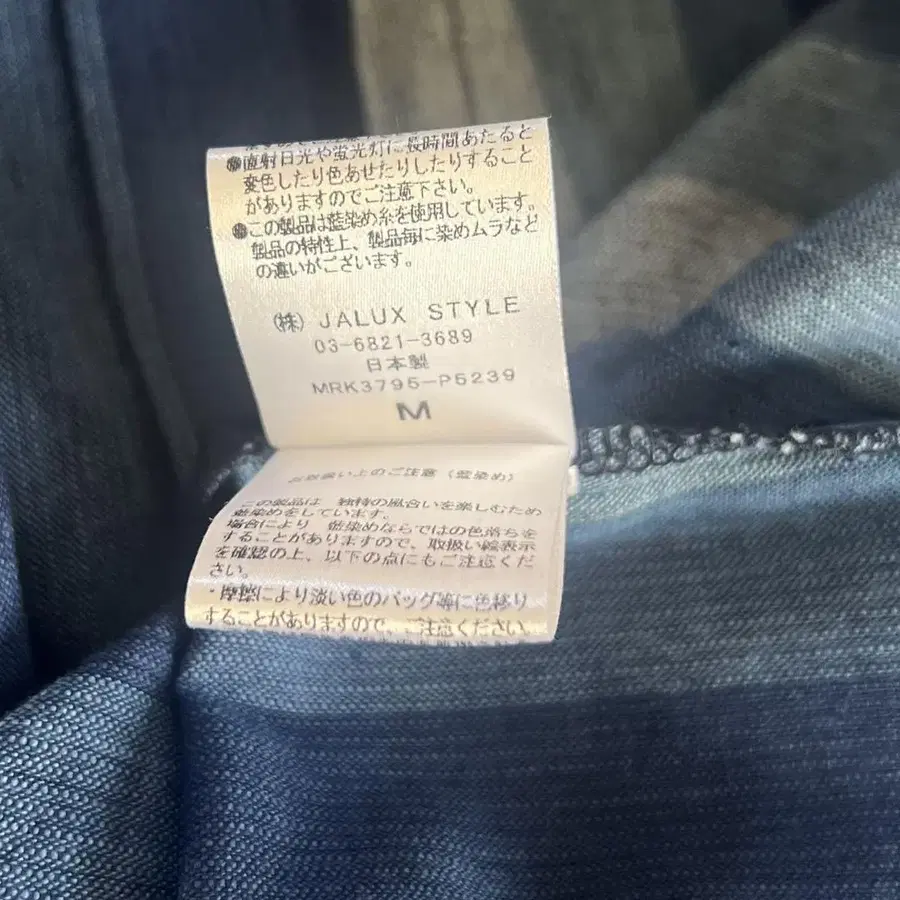 ●直射日光や蛍光灯に長時間あたると
変色したり色あせたりしたりすること
がありますのでご注意下さい。
●この製品は藍染め糸を使用しています。
製品の特性上、製品毎に染めムラなど
の違いがございます。
(株) JALUX STYLE
03-6821-3689
日本製
MRK3795-P5239
M
お取扱い上のご注意（藍染め）
この製品は、独特の風合いを楽しむため
藍染めをしています。
場合により、藍染めならではの色落ちを
することがありますので、取扱い絵表示
を確認の上、以下の点にもご注意くだ
さい。
・摩擦により淡い色のバッグ等に色移り
することがありますので、ご注意ください